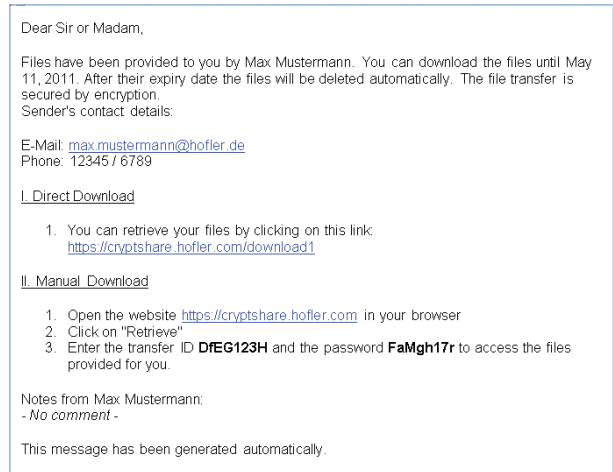 Dear Sir or Madam,
Files have been provided to you by Max Mustermann. You can download the files until May
11, 2011. After their expiry date the files will be deleted automatically. The file transfer is
secured by encryption.
Sender's contact details:
E-Mail: max.mustermann@hofler.de
Phone: 12345 / 6789
I. Direct Download
1. You can retrieve your files by clicking on this link:
https://cryptshare.hofler.com/download1
II. Manual Download
1. Open the website https://cryptshare.hofler.com in your browser
2. Click on "Retrieve"
3. Enter the transfer ID DfEG123H and the password FaMgh17r to access the files
provided for you.
Notes from Max Mustermann:
- No comment -
This message has been generated automatically.